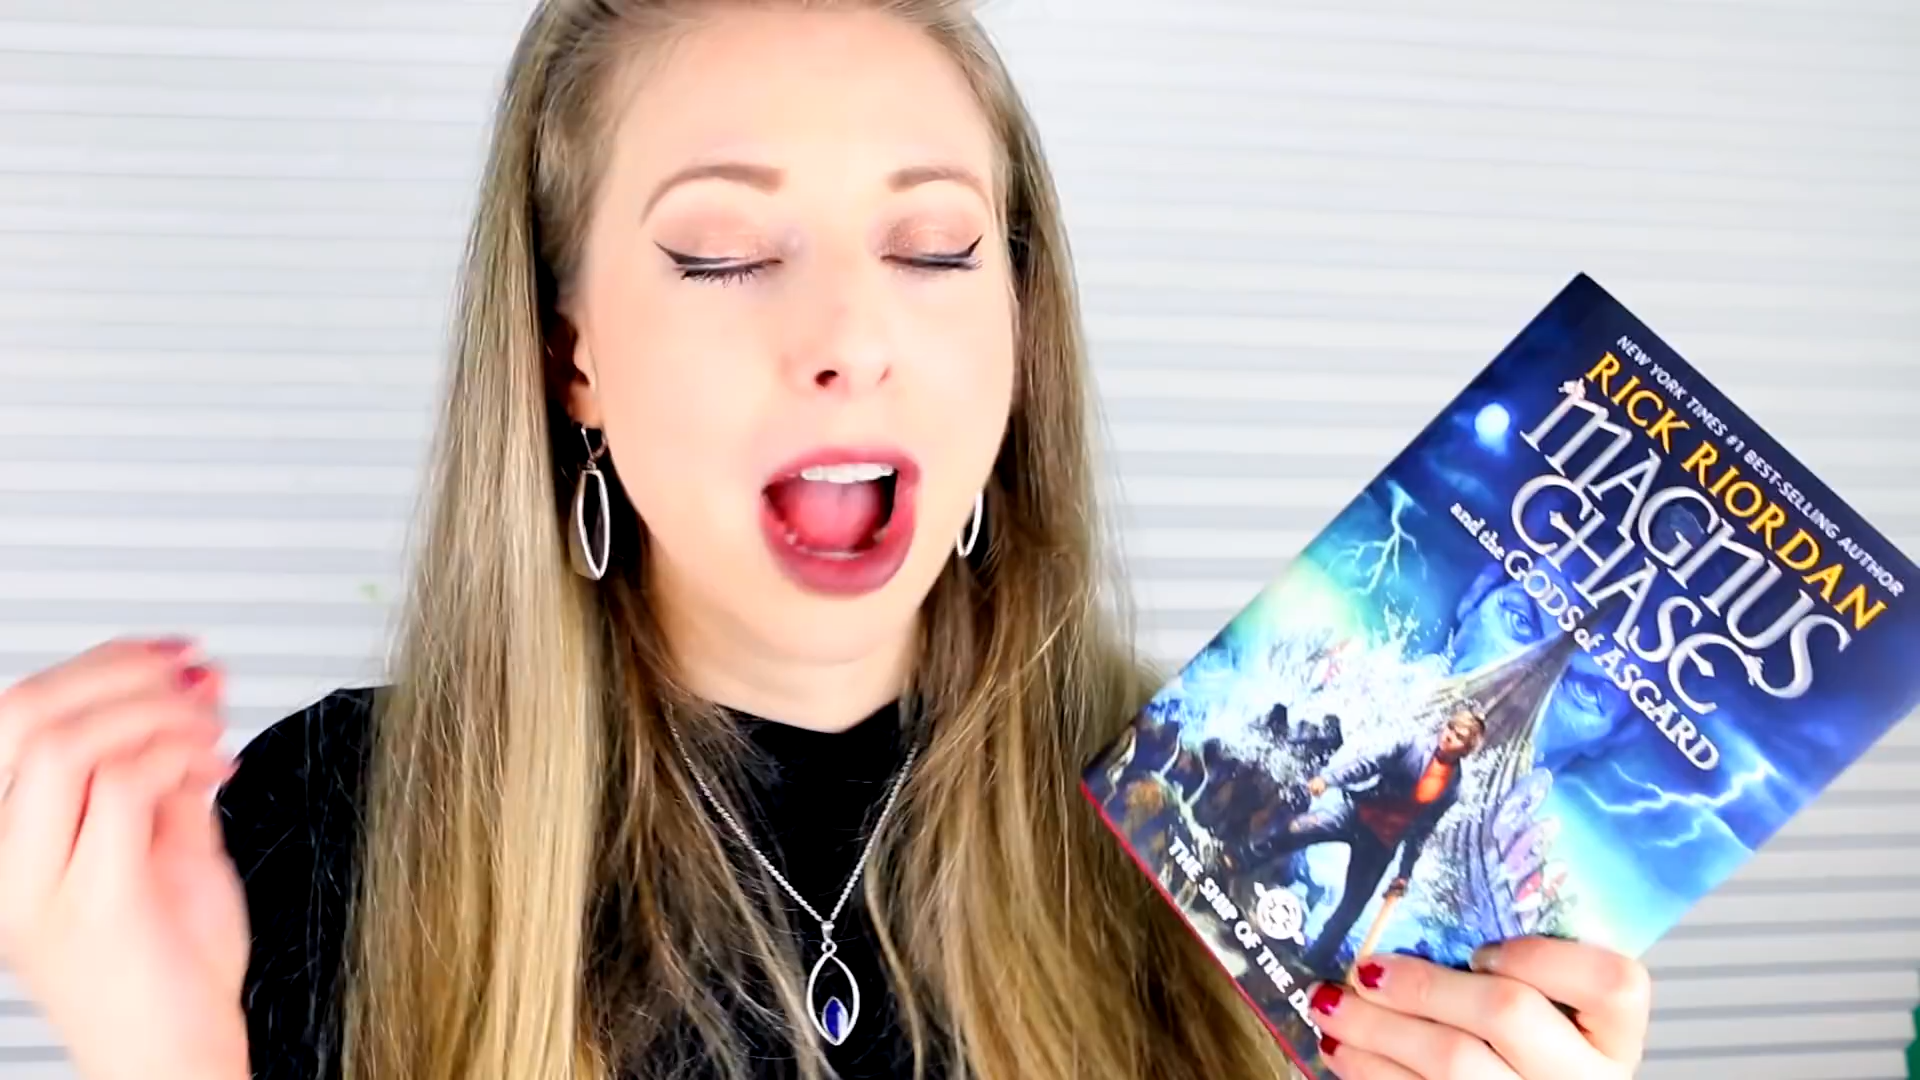 NEW YORK TIMES #1 BEST-SELLING AUTHOR
RICK RIORDAN
MAGNUS
CHASE
and the GODS of ASGARD
THE SHIP OF THE